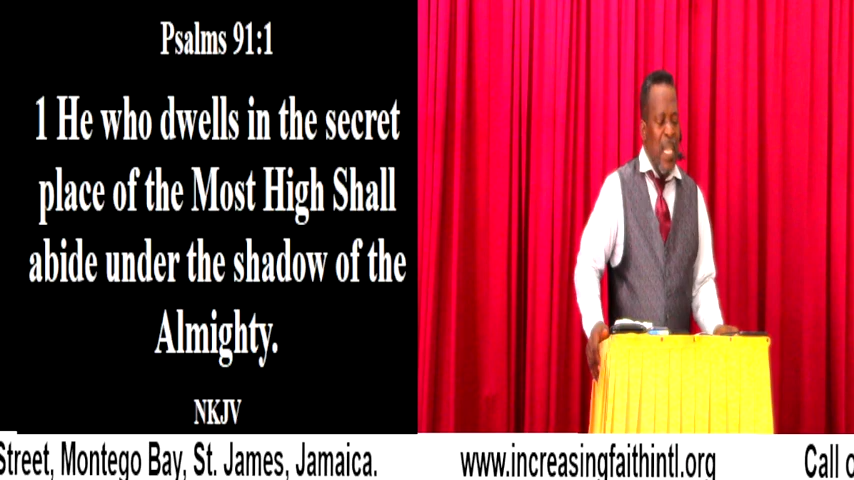 Psalms 91:1
1 He who dwells in the secret
place of the Most High Shall
abide under the shadow of the
Almighty.
NKJV
Street, Montego Bay, St. James, Jamaica. www.increasingfaithintl.org Call